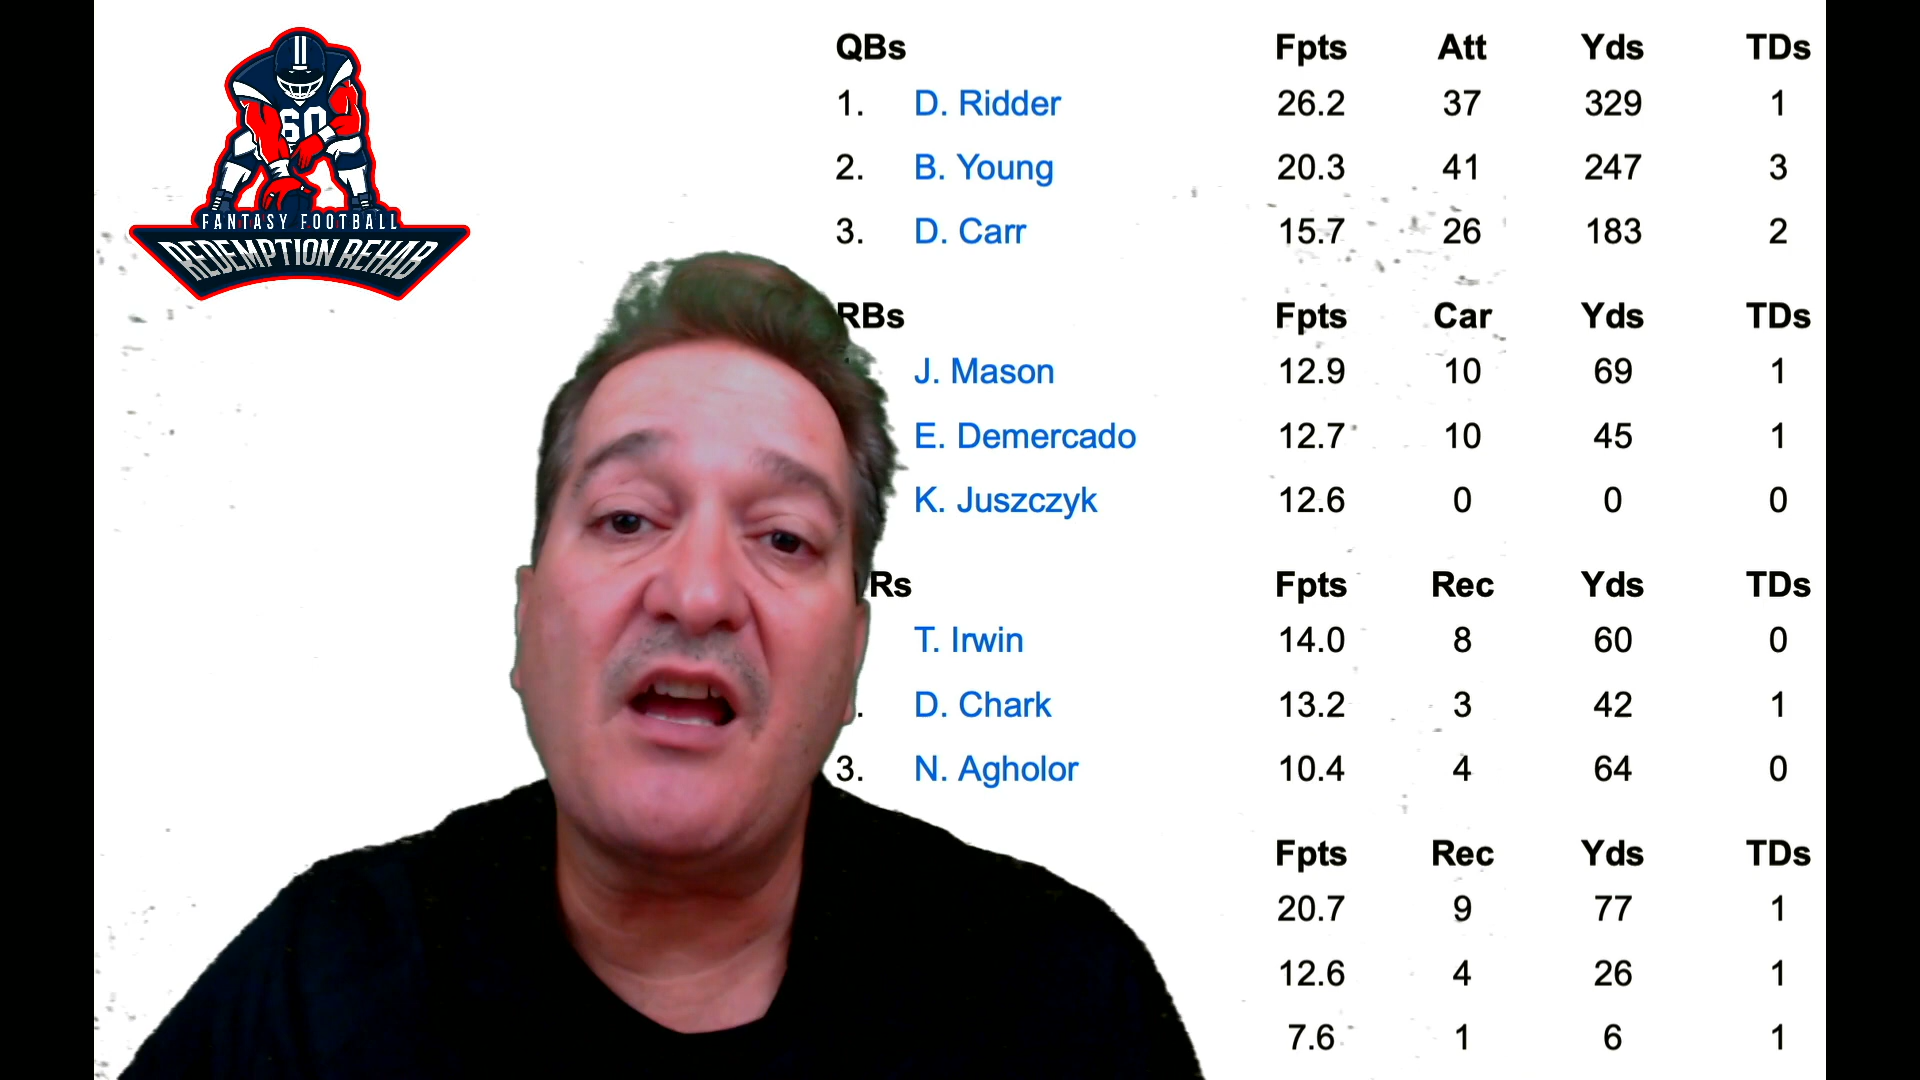 60
FANTASY FOOTBALL
REDEMPTION REHAB
QBs Fpts Att Yds TDs
1. D. Ridder 26.2 37 329 1
2. B. Young 20.3 41 247 3
3. D. Carr 15.7 26 183 2
RBs Fpts Car Yds TDs
J. Mason 12.9 10 69 1
E. Demercado 12.7 10 45 1
K. Juszczyk 12.6 0 0 0
Rs Fpts Rec Yds TDs
T. Irwin 14.0 8 60 0
. D. Chark 13.2 3 42 1
3. N. Agholor 10.4 4 64 0
Fpts Rec Yds TDs
20.7 9 77 1
12.6 4 26 1
7.6 1 6 1